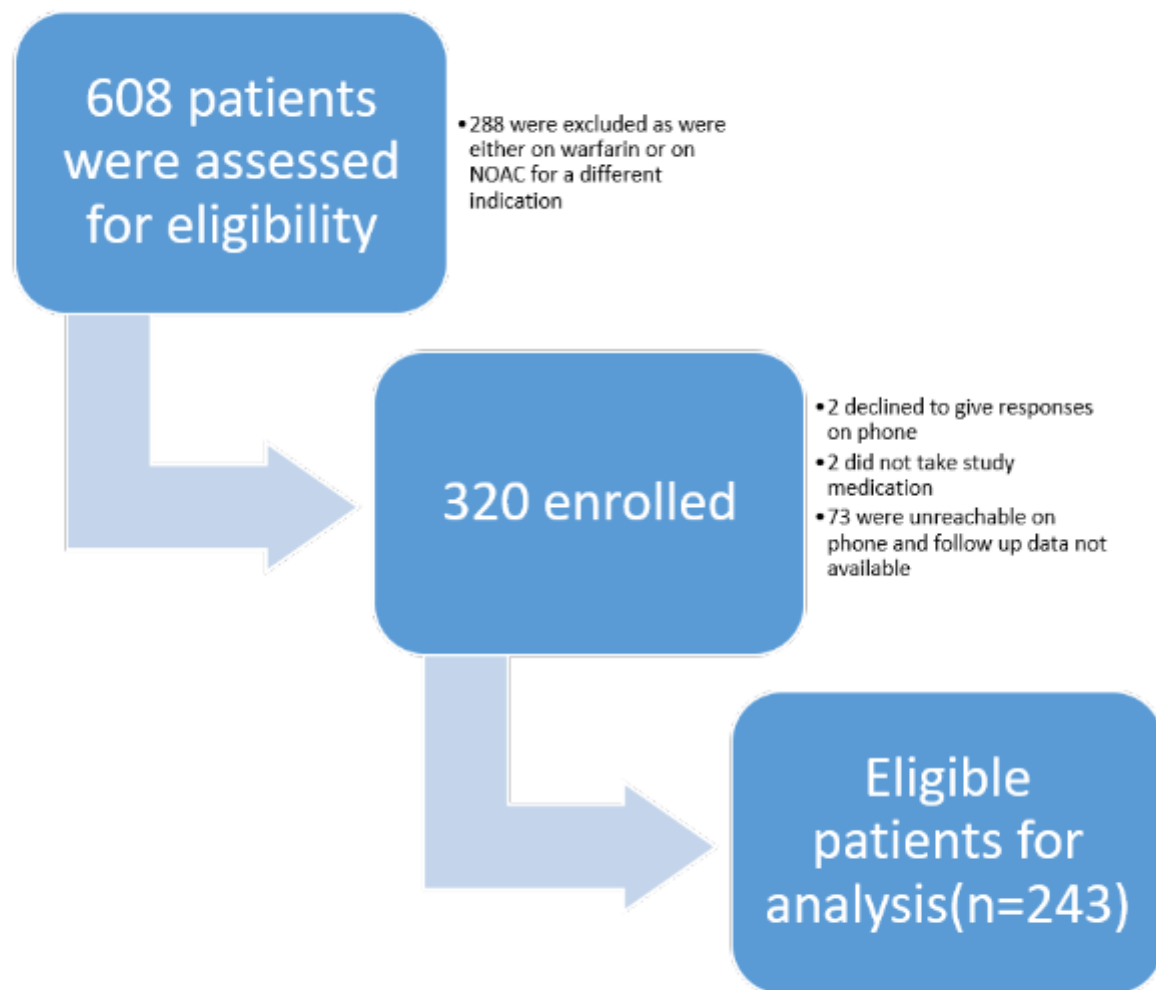 608 patients
were assessed
for eligibility
•288 were excluded as were
either on warfarin or on
NOAC for a different
indication
320 enrolled
•2 declined to give responses
on phone
•2 did not take study
medication
•73 were unreachable on
phone and follow up data not
available
Eligible
patients for
analysis(n=243)